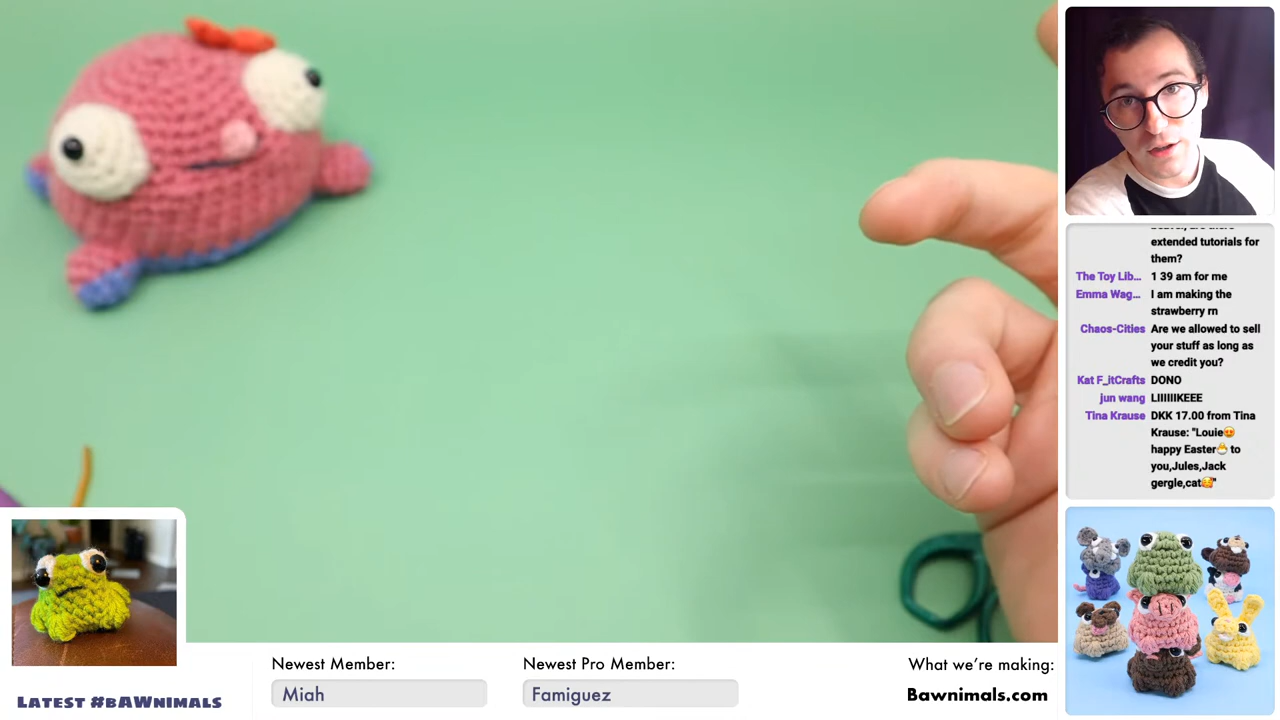 extended tutorials for
them?
The Toy Lib... 1 39 am for me
Emma Wag... I am making the
strawberry rn
Chaos-Cities Are we allowed to sell
your stuff as long as
we credit you?
Kat F_itCrafts DONO
jun wang LIIIIIIKEEE
Tina Krause DKK 17.00 from Tina
Krause: "Louie😍
happy Easter🐣 to
you,Jules,Jack
gergle,cat🥰"
Newest Member:
Miah
Newest Pro Member:
Famiguez
What we're making:
Bawnimals.com
Latest #bAWnimals